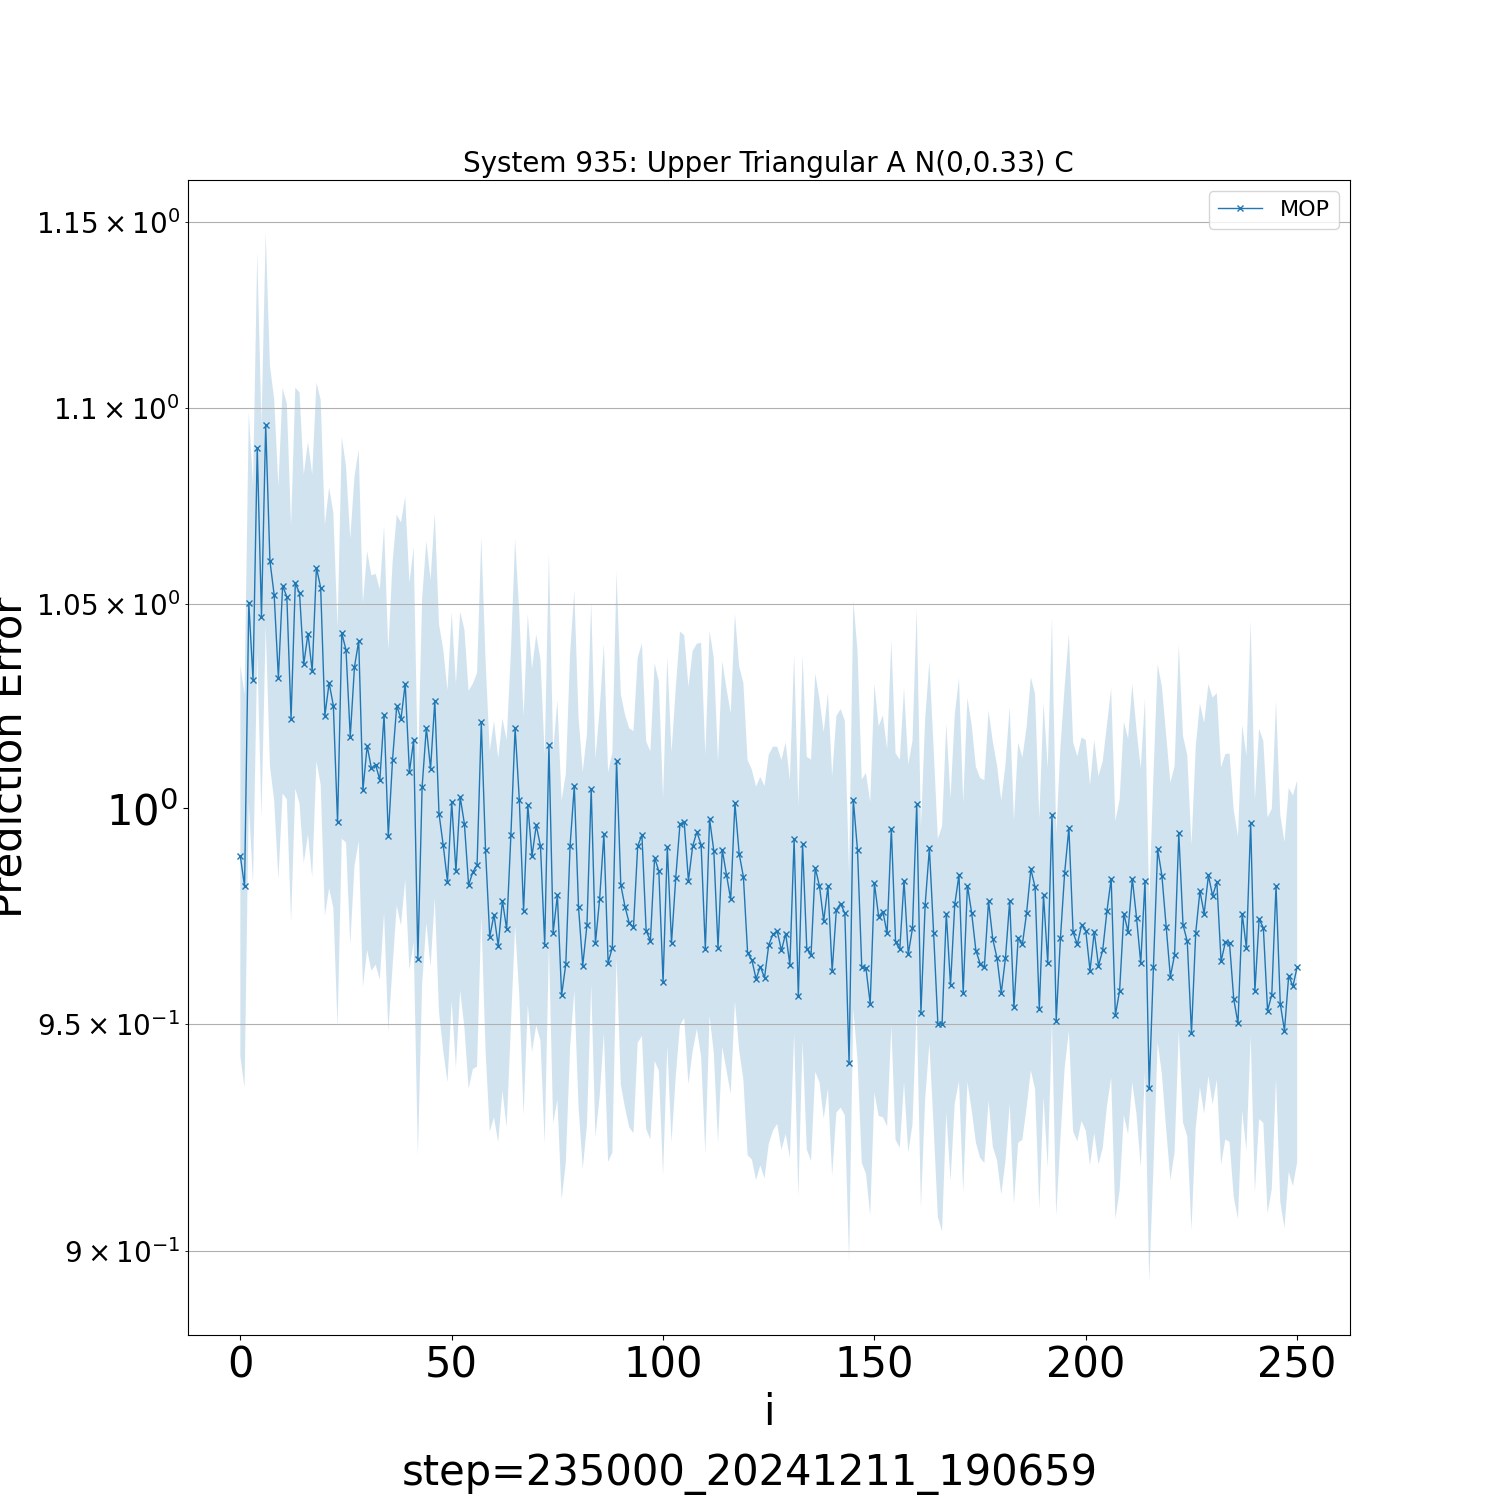 System 935: Upper Triangular A N(0,0.33) C
MOP
1.15 × 10⁰
1.1 × 10⁰
1.05 × 10⁰
10⁰
9.5 × 10⁻¹
9 × 10⁻¹
Prediction Error
0 50 100 150 200 250
i
step=235000_20241211_190659